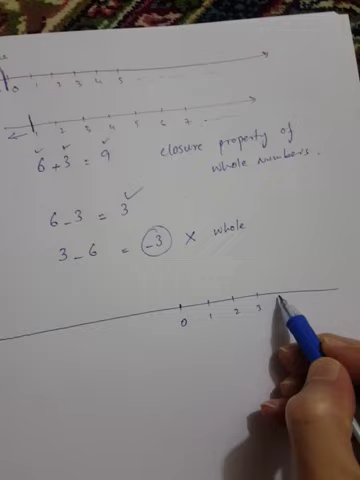 0 1 2 3 4 5
2 3 4 5 6 7
6 + 3 = 9 closure property of
whole numbers.
6 - 3 = 3
3 - 6 = -3 × whole
0 1 2 3